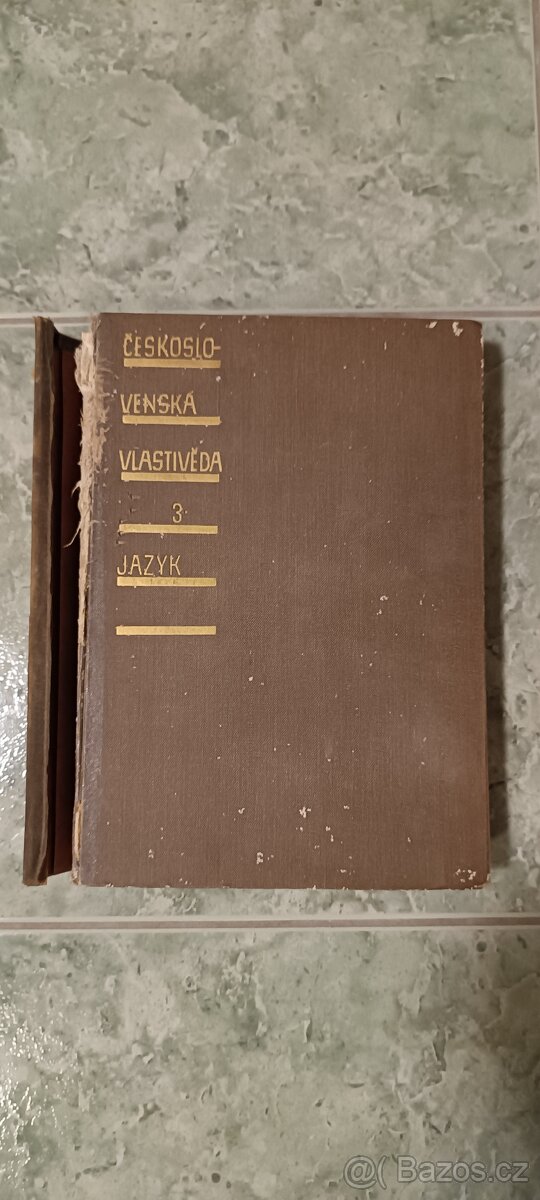 ČESKOSLO-
VENSKÁ
VLASTIVĚDA
3
JAZYK
@ Bazos.cz